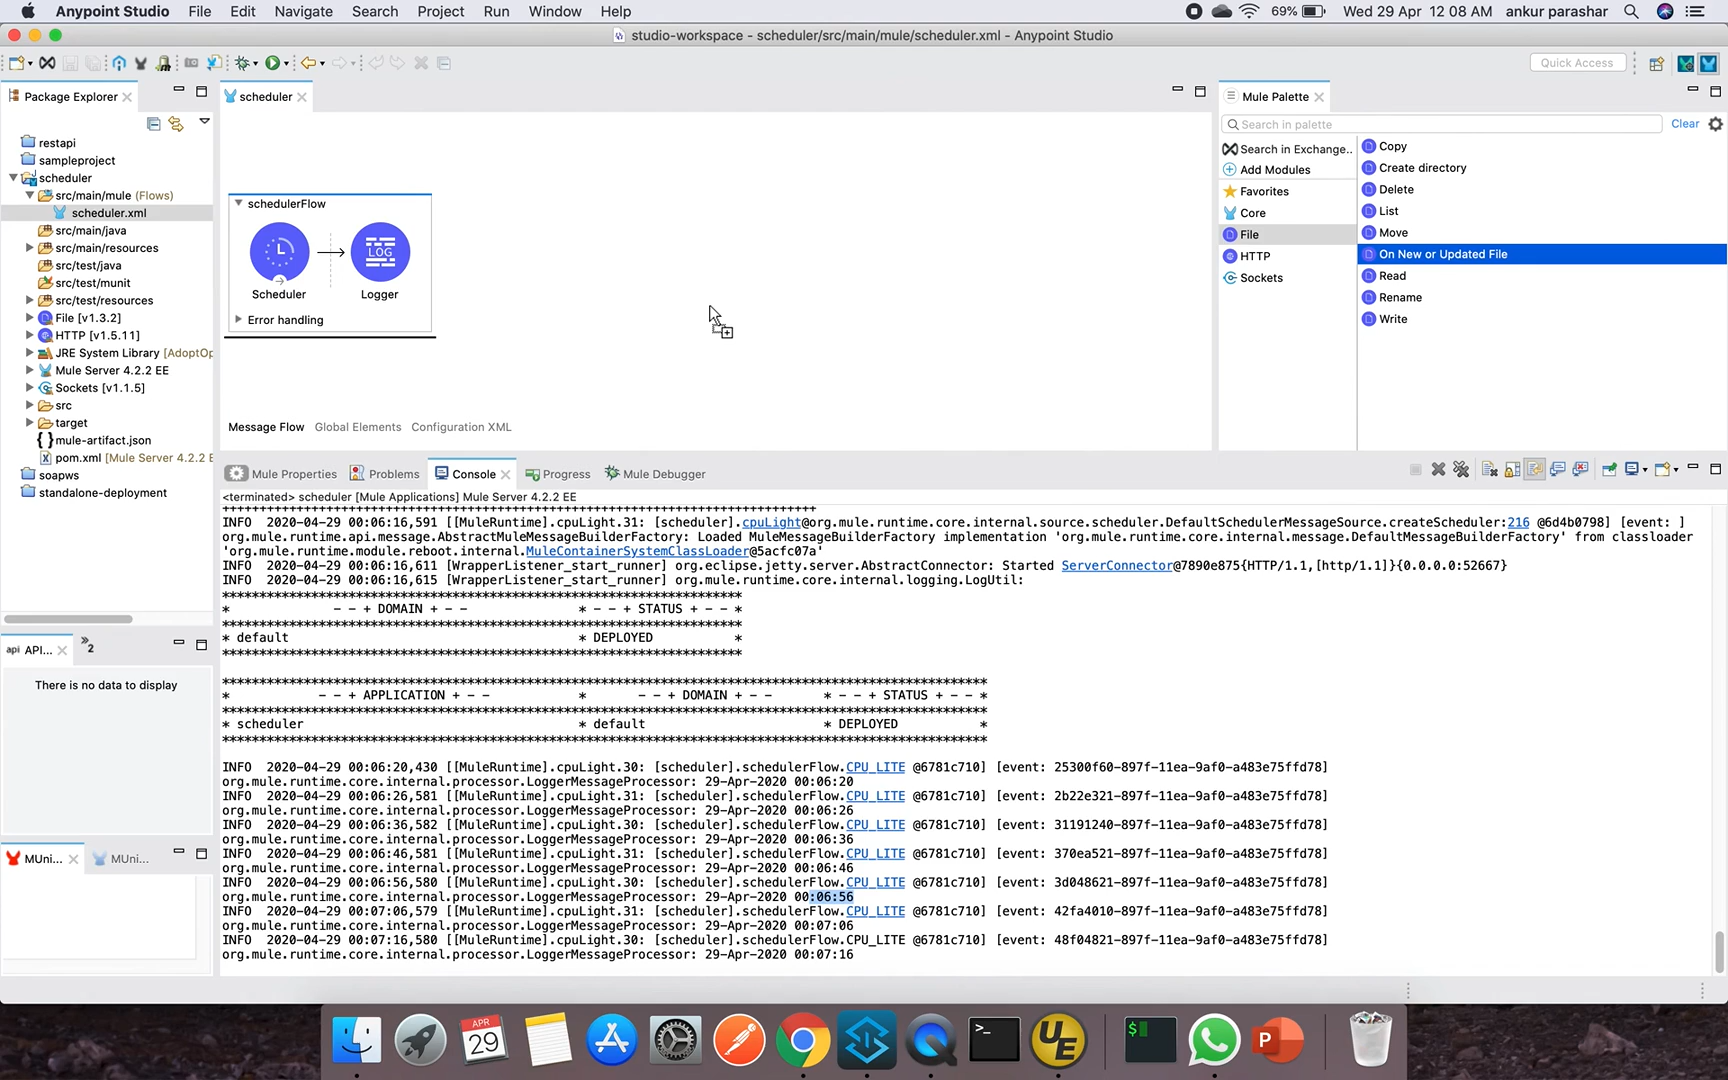 Anypoint Studio File Edit Navigate Search Project Run Window Help 69% Wed 29 Apr 12 08 AM ankur parashar
studio-workspace - scheduler/src/main/mule/scheduler.xml - Anypoint Studio
Quick Access
Package Explorer
scheduler
Mule Palette
Search in palette
Clear
restapi
sampleproject
scheduler
src/main/mule (Flows)
scheduler.xml
src/main/java
src/main/resources
src/test/java
src/test/munit
src/test/resources
File [v1.3.2]
HTTP [v1.5.11]
JRE System Library [AdoptOp
Mule Server 4.2.2 EE
Sockets [v1.1.5]
src
target
mule-artifact.json
pom.xml [Mule Server 4.2.2 E
soapws
standalone-deployment
schedulerFlow
LOG
Scheduler
Logger
Error handling
Message Flow Global Elements Configuration XML
Search in Exchange..
Add Modules
Favorites
Core
File
HTTP
Sockets
Copy
Create directory
Delete
List
Move
On New or Updated File
Read
Rename
Write
Mule Properties Problems Console Progress Mule Debugger
<terminated> scheduler [Mule Applications] Mule Server 4.2.2 EE
++++++++++++++++++++++++++++++++++++++++++++++++++++++++++++++++++++++++++++++++
INFO  2020-04-29 00:06:16,591 [[MuleRuntime].cpuLight.31: [scheduler].cpuLight@org.mule.runtime.core.internal.source.scheduler.DefaultSchedulerMessageSource.createScheduler:216 @6d4b0798] [event: ]
org.mule.runtime.api.message.AbstractMuleMessageBuilderFactory: Loaded MuleMessageBuilderFactory implementation 'org.mule.runtime.core.internal.message.DefaultMessageBuilderFactory' from classloader
'org.mule.runtime.module.reboot.internal.MuleContainerSystemClassLoader@5acfc07a'
INFO  2020-04-29 00:06:16,611 [WrapperListener_start_runner] org.eclipse.jetty.server.AbstractConnector: Started ServerConnector@7890e875{HTTP/1.1,[http/1.1]}{0.0.0.0:52667}
INFO  2020-04-29 00:06:16,615 [WrapperListener_start_runner] org.mule.runtime.core.internal.logging.LogUtil:
**********************************************************************
*              - - + DOMAIN + - -               * - - + STATUS + - - *
**********************************************************************
* default                                       * DEPLOYED           *
**********************************************************************
*******************************************************************************************************
*            - - + APPLICATION + - -            *       - - + DOMAIN + - -       * - - + STATUS + - - *
*******************************************************************************************************
* scheduler                                     * default                        * DEPLOYED           *
*******************************************************************************************************
INFO  2020-04-29 00:06:20,430 [[MuleRuntime].cpuLight.30: [scheduler].schedulerFlow.CPU_LITE @6781c710] [event: 25300f60-897f-11ea-9af0-a483e75ffd78]
org.mule.runtime.core.internal.processor.LoggerMessageProcessor: 29-Apr-2020 00:06:20
INFO  2020-04-29 00:06:26,581 [[MuleRuntime].cpuLight.31: [scheduler].schedulerFlow.CPU_LITE @6781c710] [event: 2b22e321-897f-11ea-9af0-a483e75ffd78]
org.mule.runtime.core.internal.processor.LoggerMessageProcessor: 29-Apr-2020 00:06:26
INFO  2020-04-29 00:06:36,582 [[MuleRuntime].cpuLight.30: [scheduler].schedulerFlow.CPU_LITE @6781c710] [event: 31191240-897f-11ea-9af0-a483e75ffd78]
org.mule.runtime.core.internal.processor.LoggerMessageProcessor: 29-Apr-2020 00:06:36
INFO  2020-04-29 00:06:46,581 [[MuleRuntime].cpuLight.31: [scheduler].schedulerFlow.CPU_LITE @6781c710] [event: 370ea521-897f-11ea-9af0-a483e75ffd78]
org.mule.runtime.core.internal.processor.LoggerMessageProcessor: 29-Apr-2020 00:06:46
INFO  2020-04-29 00:06:56,580 [[MuleRuntime].cpuLight.30: [scheduler].schedulerFlow.CPU_LITE @6781c710] [event: 3d048621-897f-11ea-9af0-a483e75ffd78]
org.mule.runtime.core.internal.processor.LoggerMessageProcessor: 29-Apr-2020 00:06:56
INFO  2020-04-29 00:07:06,579 [[MuleRuntime].cpuLight.31: [scheduler].schedulerFlow.CPU_LITE @6781c710] [event: 42fa4010-897f-11ea-9af0-a483e75ffd78]
org.mule.runtime.core.internal.processor.LoggerMessageProcessor: 29-Apr-2020 00:07:06
INFO  2020-04-29 00:07:16,580 [[MuleRuntime].cpuLight.30: [scheduler].schedulerFlow.CPU_LITE @6781c710] [event: 48f04821-897f-11ea-9af0-a483e75ffd78]
org.mule.runtime.core.internal.processor.LoggerMessageProcessor: 29-Apr-2020 00:07:16
api API... 2
There is no data to display
MUni... MUni...
APR
29
>_
UE
$
P